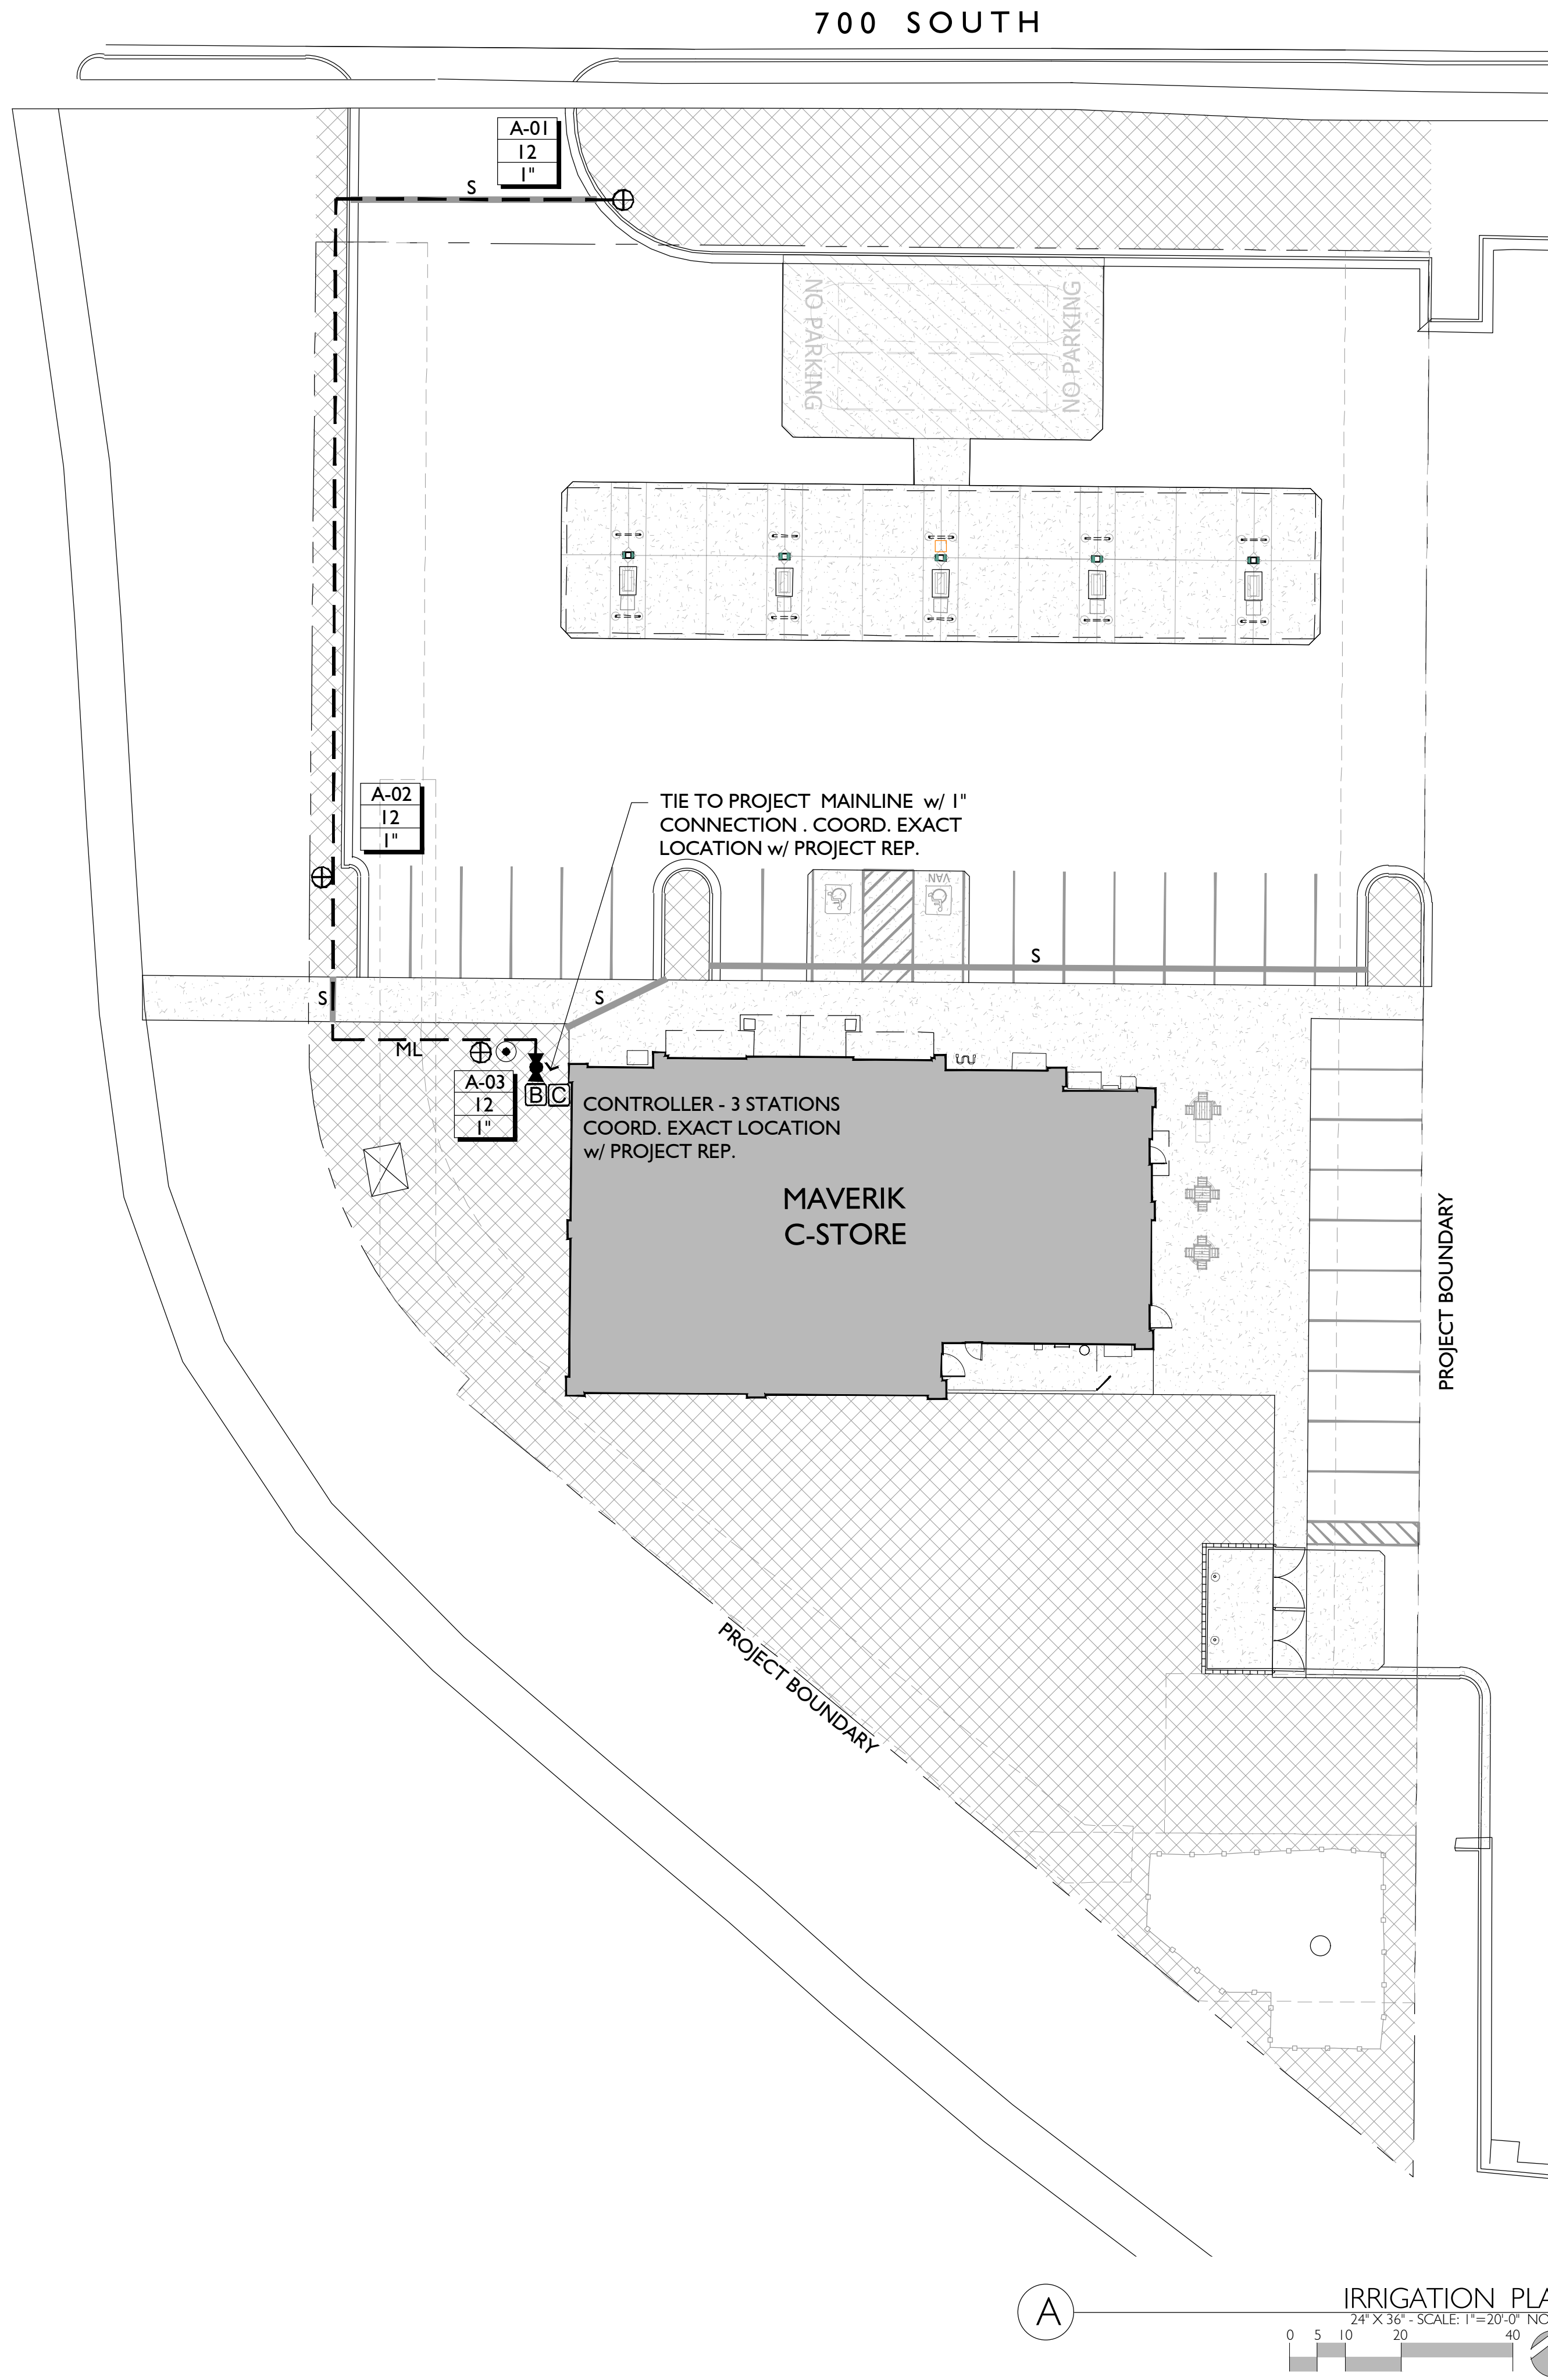 700 SOUTH
A-01
12
1"
S
NO PARKING
NO PARKING
A-02
12
1"
TIE TO PROJECT MAINLINE w/ 1"
CONNECTION . COORD. EXACT
LOCATION w/ PROJECT REP.
VAN
S
S
S
ML
A-03
12
1"
B
C
CONTROLLER - 3 STATIONS
COORD. EXACT LOCATION
w/ PROJECT REP.
MAVERIK
C-STORE
PROJECT BOUNDARY
PROJECT BOUNDARY
A
IRRIGATION PLA
24" X 36" - SCALE: 1"=20'-0" NO
0 5 10 20 40